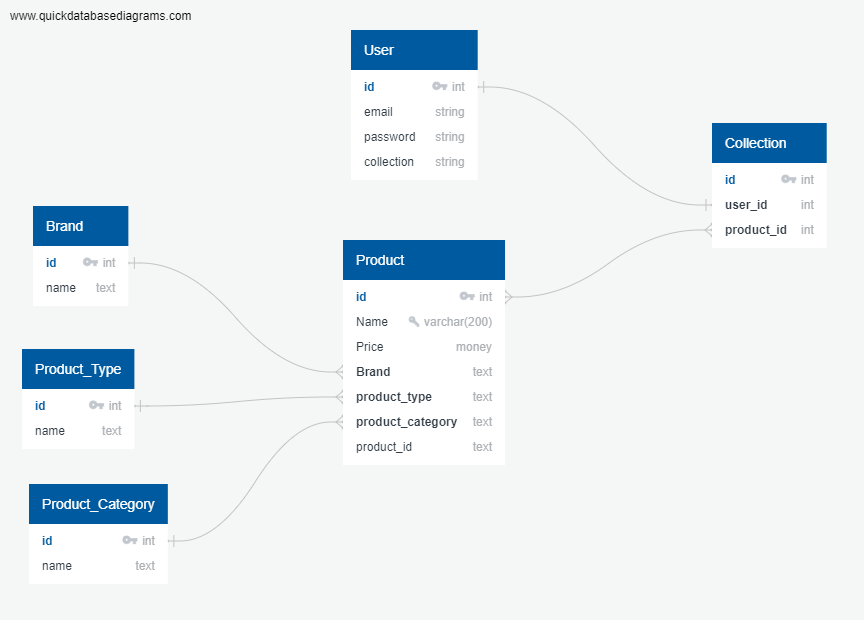 www.quickdatabasediagrams.com
User
id int
email string
password string
collection string
Collection
id int
user_id int
product_id int
Brand
id int
name text
Product
id int
Name varchar(200)
Price money
Brand text
product_type text
product_category text
product_id text
Product_Type
id int
name text
Product_Category
id int
name text